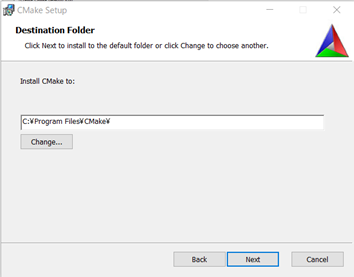 CMake Setup
Destination Folder
Click Next to install to the default folder or click Change to choose another.
Install CMake to:
C:¥Program Files¥CMake¥
Change...
Back
Next
Cancel